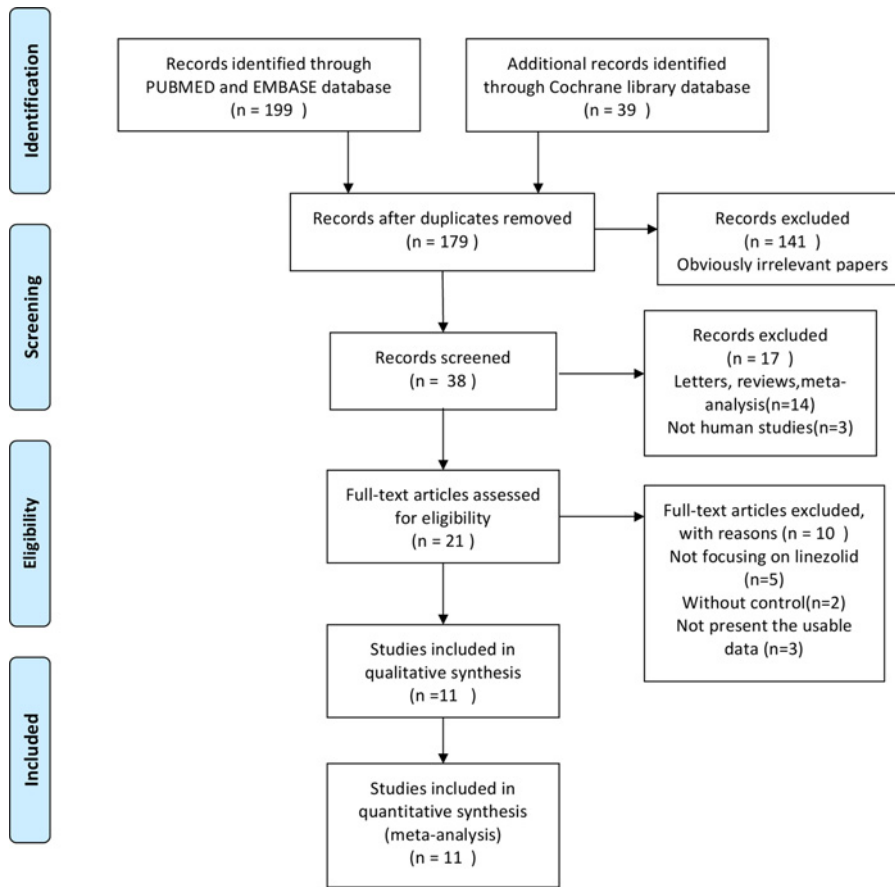 Identification
Records identified through
PUBMED and EMBASE database
(n = 199 )
Additional records identified
through Cochrane library database
(n = 39 )
Records after duplicates removed
(n = 179 )
Records excluded
(n = 141 )
Obviously irrelevant papers
Screening
Records screened
(n = 38 )
Records excluded
(n = 17 )
Letters, reviews,meta-
analysis(n=14)
Not human studies(n=3)
Eligibility
Full-text articles assessed
for eligibility
(n = 21 )
Full-text articles excluded,
with reasons (n = 10 )
Not focusing on linezolid
(n=5)
Without control(n=2)
Not present the usable
data (n=3)
Studies included in
qualitative synthesis
(n =11 )
Included
Studies included in
quantitative synthesis
(meta-analysis)
(n = 11 )